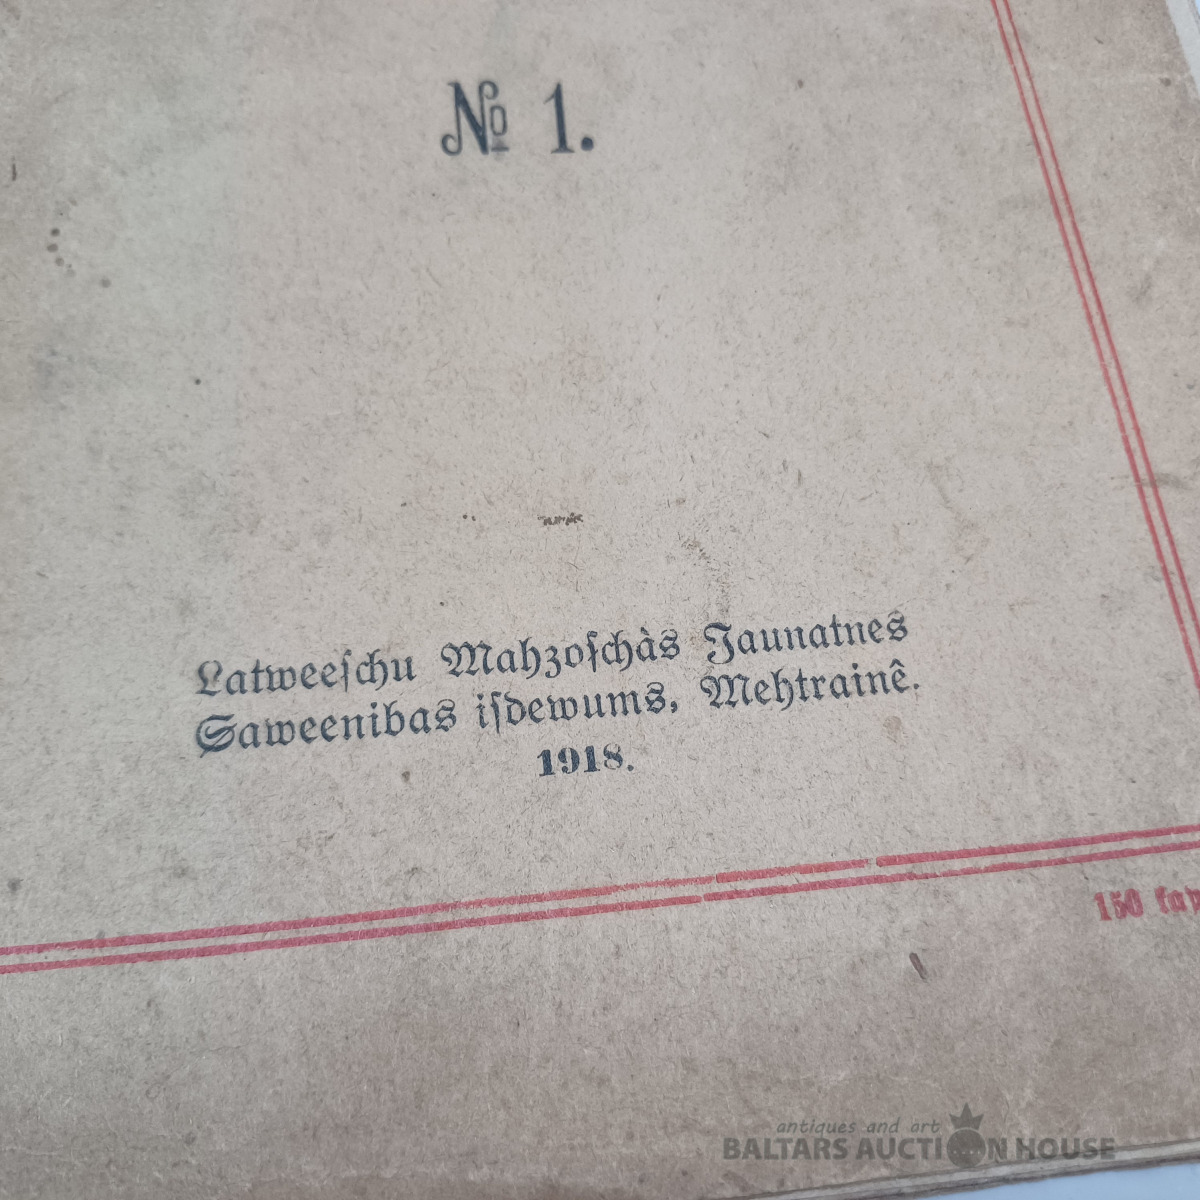 № 1.
Latweeſchu Mahzoſchàs Jaunatnes
Saweenibas iſdewums, Mehtrainê.
1918.
150
antiques and art
BALTARS AUCTION HOUSE